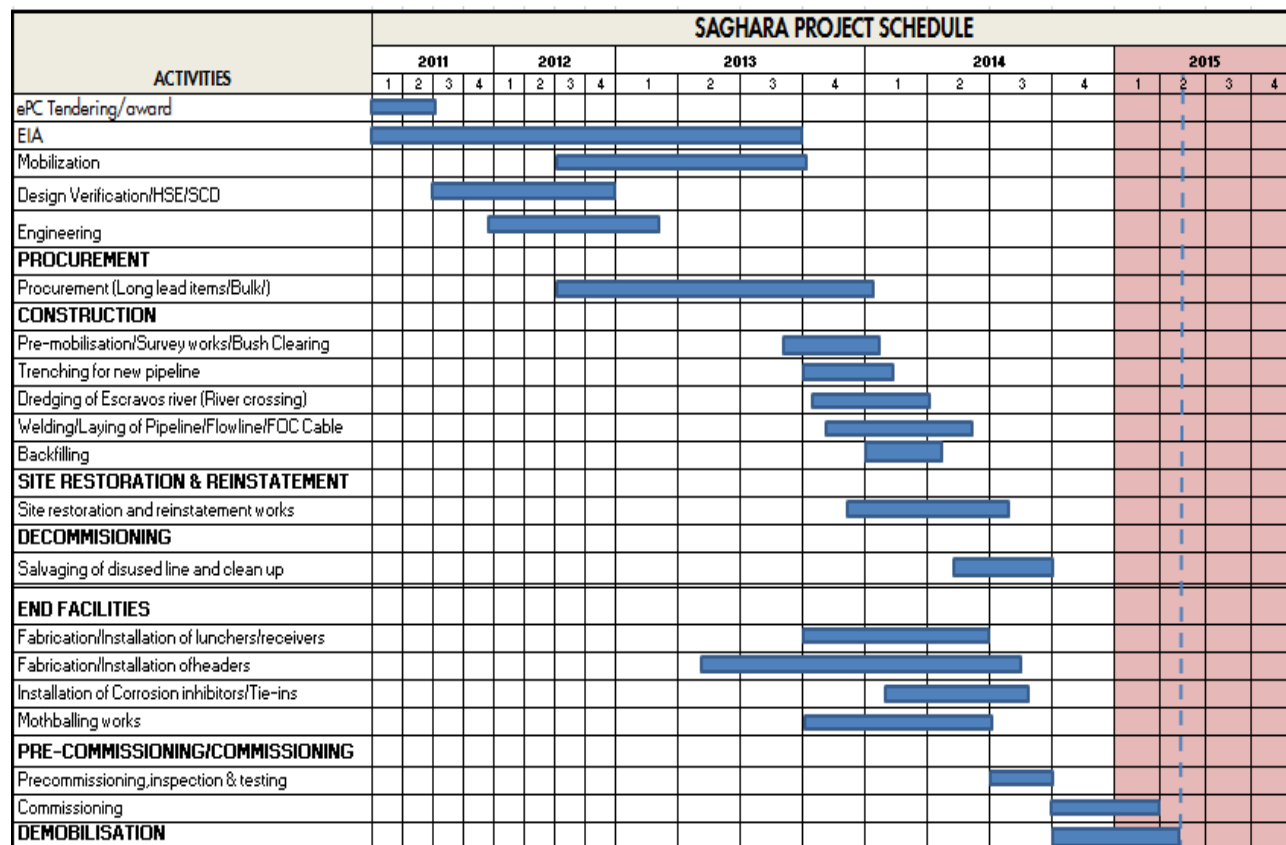 SAGHARA PROJECT SCHEDULE
ACTIVITIES
2011 2012 2013 2014 2015
1 2 3 4 1 2 3 4 1 2 3 4 1 2 3 4 1 2 3 4
ePC Tendering/award
EIA
Mobilization
Design Verification/HSE/SCD
Engineering
PROCUREMENT
Procurement (Long lead items/Bulk/)
CONSTRUCTION
Pre-mobilisation/Survey works/Bush Clearing
Trenching for new pipeline
Dredging of Escravos river (River crossing)
Welding/Laying of Pipeline/Flowline/FOC Cable
Backfilling
SITE RESTORATION & REINSTATEMENT
Site restoration and reinstatement works
DECOMMISIONING
Salvaging of disused line and clean up
END FACILITIES
Fabrication/Installation of lunchers/receivers
Fabrication/Installation ofheaders
Installation of Corrosion inhibitors/Tie-ins
Mothballing works
PRE-COMMISSIONING/COMMISSIONING
Precommissioning,inspection & testing
Commissioning
DEMOBILISATION